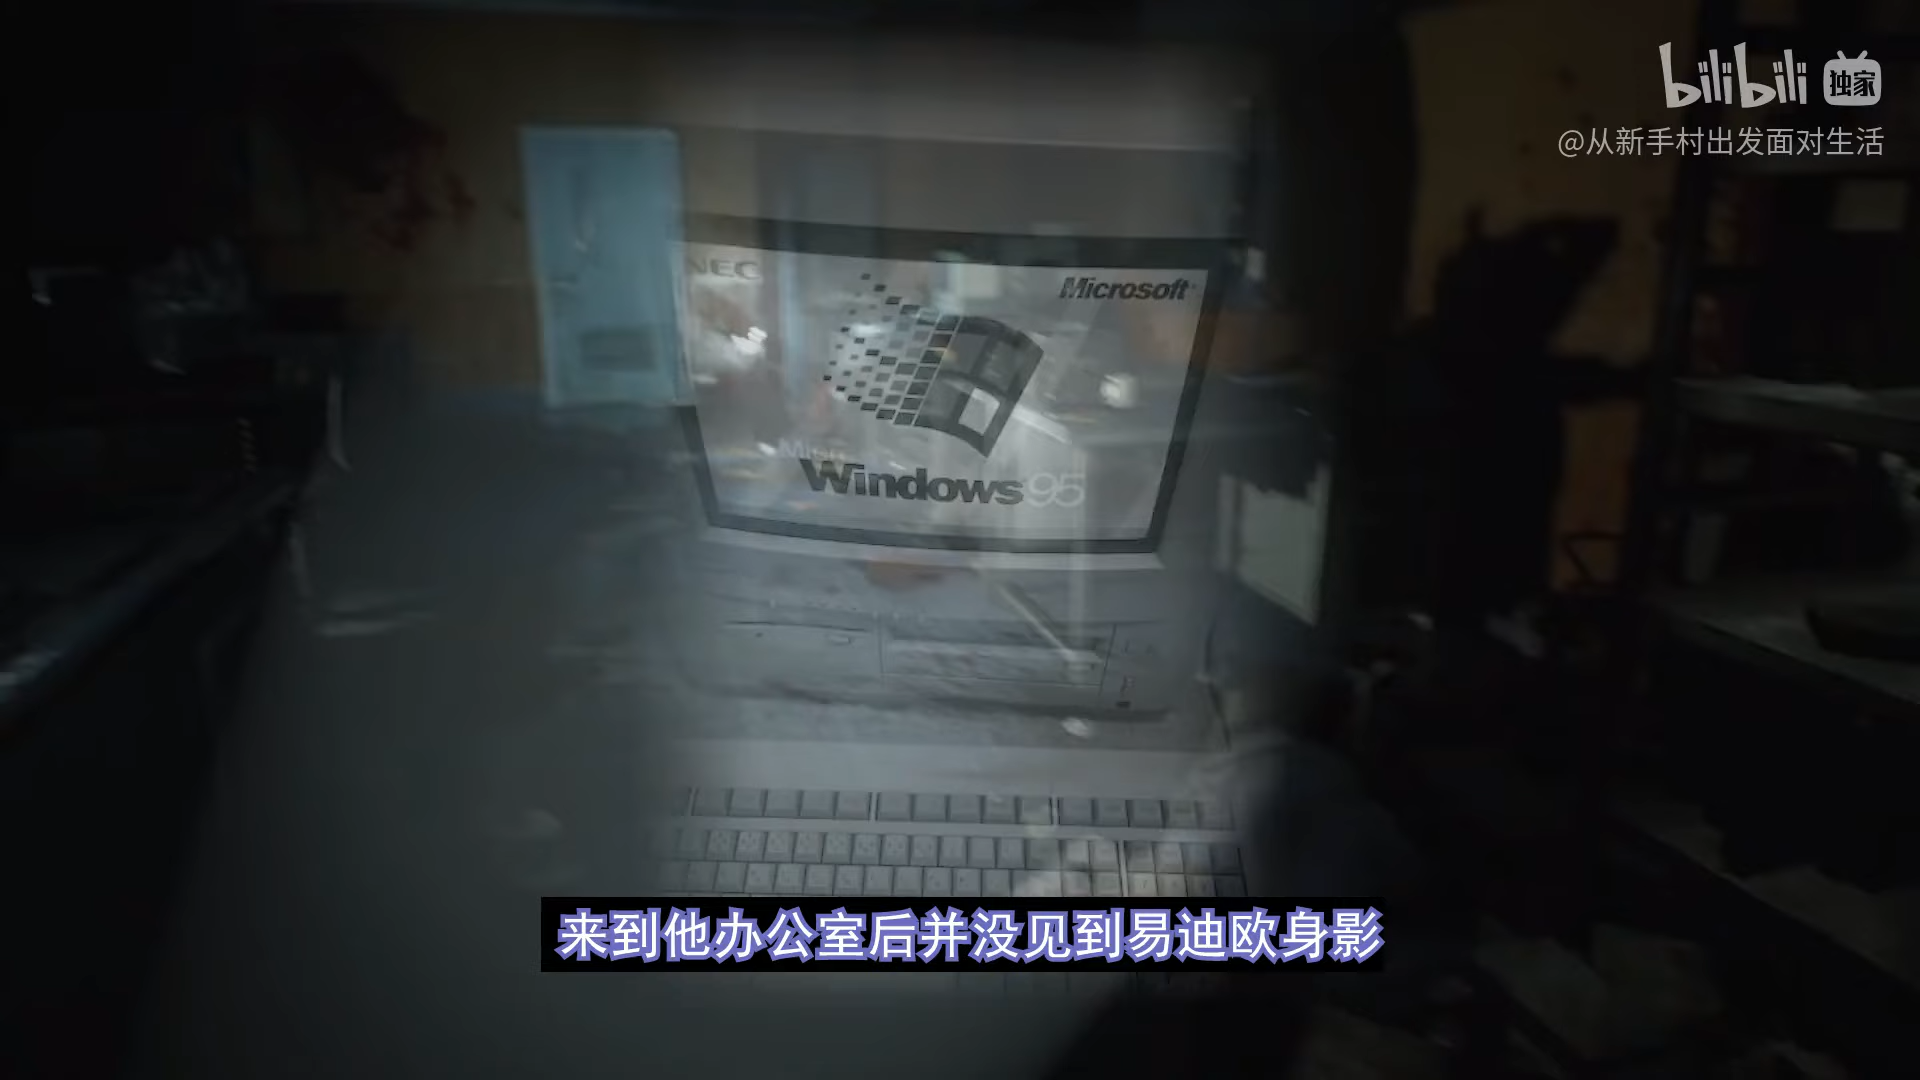 bilibili 独家
@从新手村出发面对生活
NEC
Microsoft
Windows 95
来到他办公室后并没见到易迪欧身影